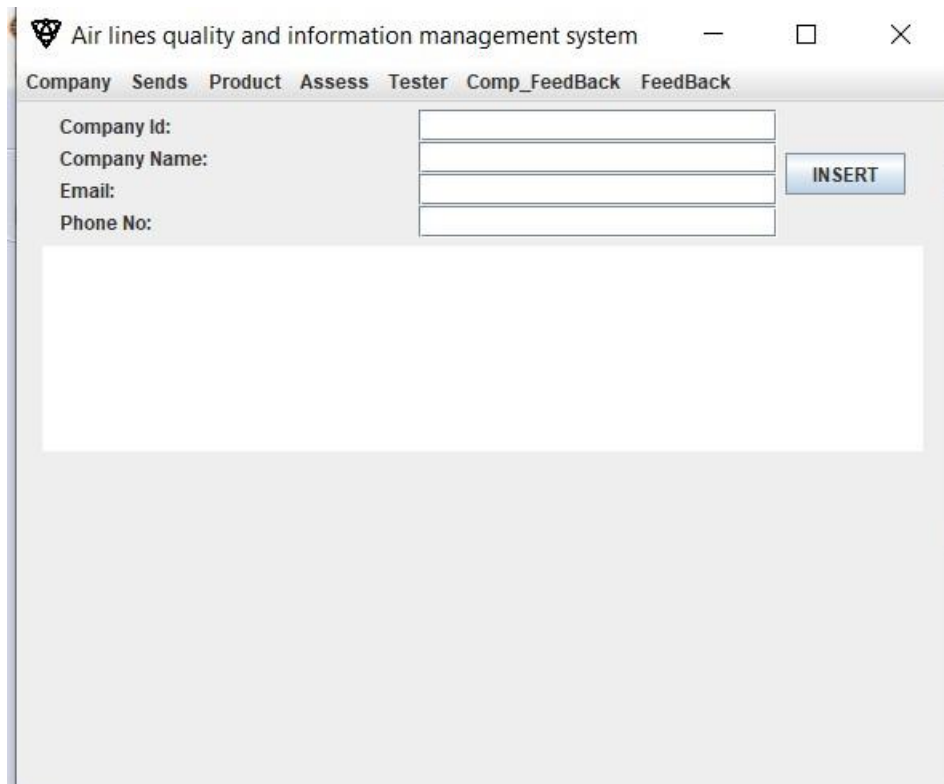 Air lines quality and information management system
Company Sends Product Assess Tester Comp_FeedBack FeedBack
Company Id:
Company Name:
INSERT
Email:
Phone No: